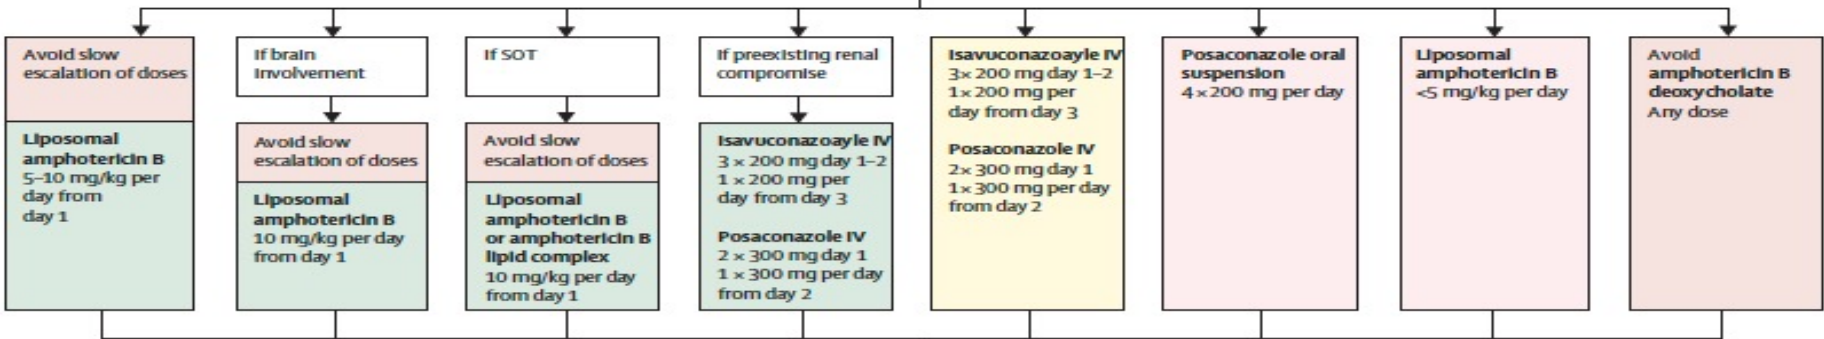 Avoid slow
escalation of doses
Liposomal
amphotericin B
5–10 mg/kg per
day from
day 1
If brain
involvement
Avoid slow
escalation of doses
Liposomal
amphotericin B
10 mg/kg per day
from day 1
If SOT
Avoid slow
escalation of doses
Liposomal
amphotericin B
or amphotericin B
lipid complex
10 mg/kg per day
from day 1
If preexisting renal
compromise
Isavuconazoayle IV
3 × 200 mg day 1–2
1 × 200 mg per
day from day 3
Posaconazole IV
2 × 300 mg day 1
1 × 300 mg per day
from day 2
Isavuconazoayle IV
3× 200 mg day 1–2
1× 200 mg per
day from day 3
Posaconazole IV
2× 300 mg day 1
1× 300 mg per day
from day 2
Posaconazole oral
suspension
4 × 200 mg per day
Liposomal
amphotericin B
<5 mg/kg per day
Avoid
amphotericin B
deoxycholate
Any dose